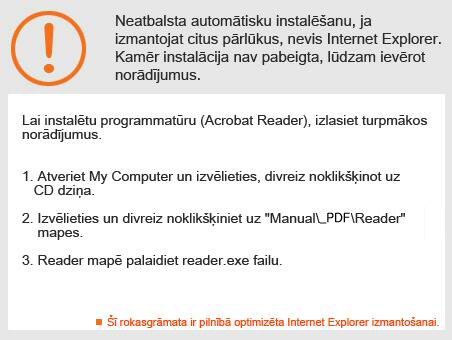 Neatbalsta automātisku instalēšanu, ja
izmantojat citus pārlūkus, nevis Internet Explorer.
Kamēr instalācija nav pabeigta, lūdzam ievērot
norādījumus.
Lai instalētu programmatūru (Acrobat Reader), izlasiet turpmākos
norādījumus.
1. Atveriet My Computer un izvēlieties, divreiz noklikšķinot uz
CD dziņa.
2. Izvēlieties un divreiz noklikšķiniet uz "Manual\_PDF\Reader"
mapes.
3. Reader mapē palaidiet reader.exe failu.
Šī rokasgrāmata ir pilnībā optimizēta Internet Explorer izmantošanai.